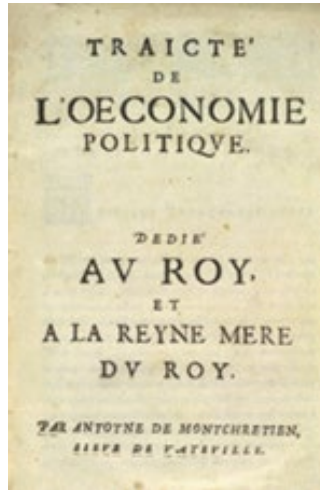 TRAICTE'
DE
L'OECONOMIE
POLITIQVE.
DEDIE'
AV ROY,
ET
A LA REYNE MERE
DV ROY.
PAR ANTOYNE DE MONTCHRETIEN,
SIEVR DE VATEVILLE.